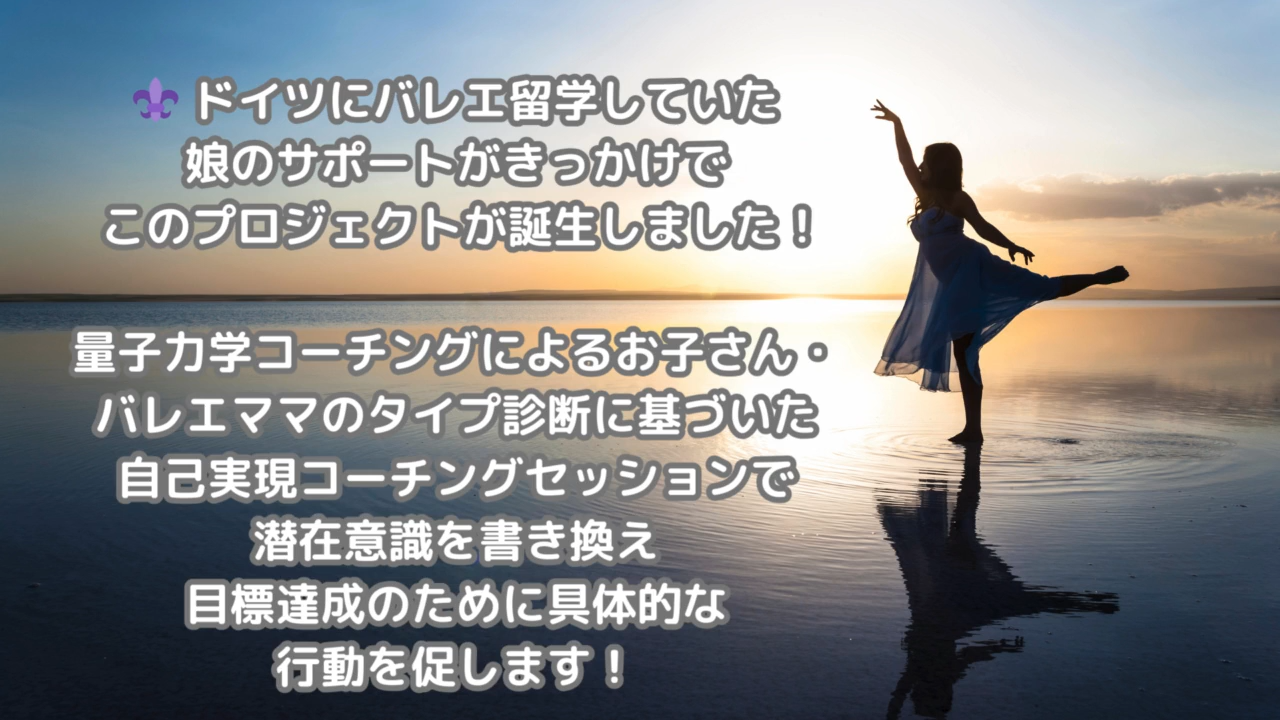 ⚜ドイツにバレエ留学していた
娘のサポートがきっかけで
このプロジェクトが誕生しました！
量子力学コーチングによるお子さん・
バレエママのタイプ診断に基づいた
自己実現コーチングセッションで
潜在意識を書き換え
目標達成のために具体的な
行動を促します！